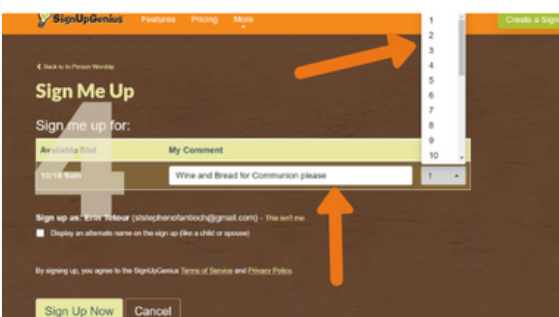 SignUpGenius Features Pricing More Create a Sign
1
2
3
4
5
6
7
8
9
10
Back to In-Person Worship
Sign Me Up
Sign me up for:
4
Available Slot My Comment
10/18 9am Wine and Bread for Communion please 1
Sign up as: Erin Tetour (ststephenofantioch@gmail.com) - This isn't me
Display an alternate name on the sign up (like a child or spouse)
By signing up, you agree to the SignUpGenius Terms of Service and Privacy Policy.
Sign Up Now Cancel